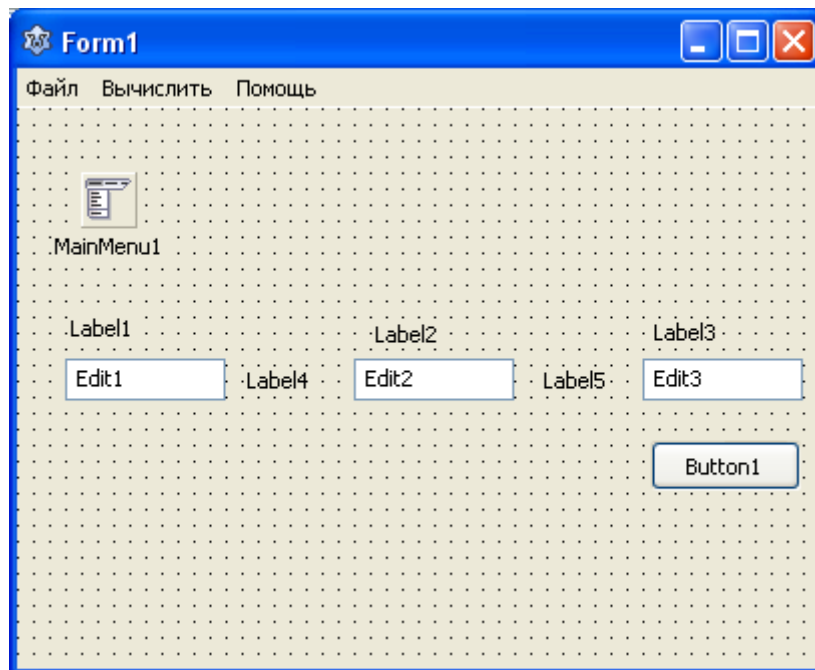 Form1
Файл Вычислить Помощь
MainMenu1
Label1 Label2 Label3
Edit1 Label4 Edit2 Label5 Edit3
Button1